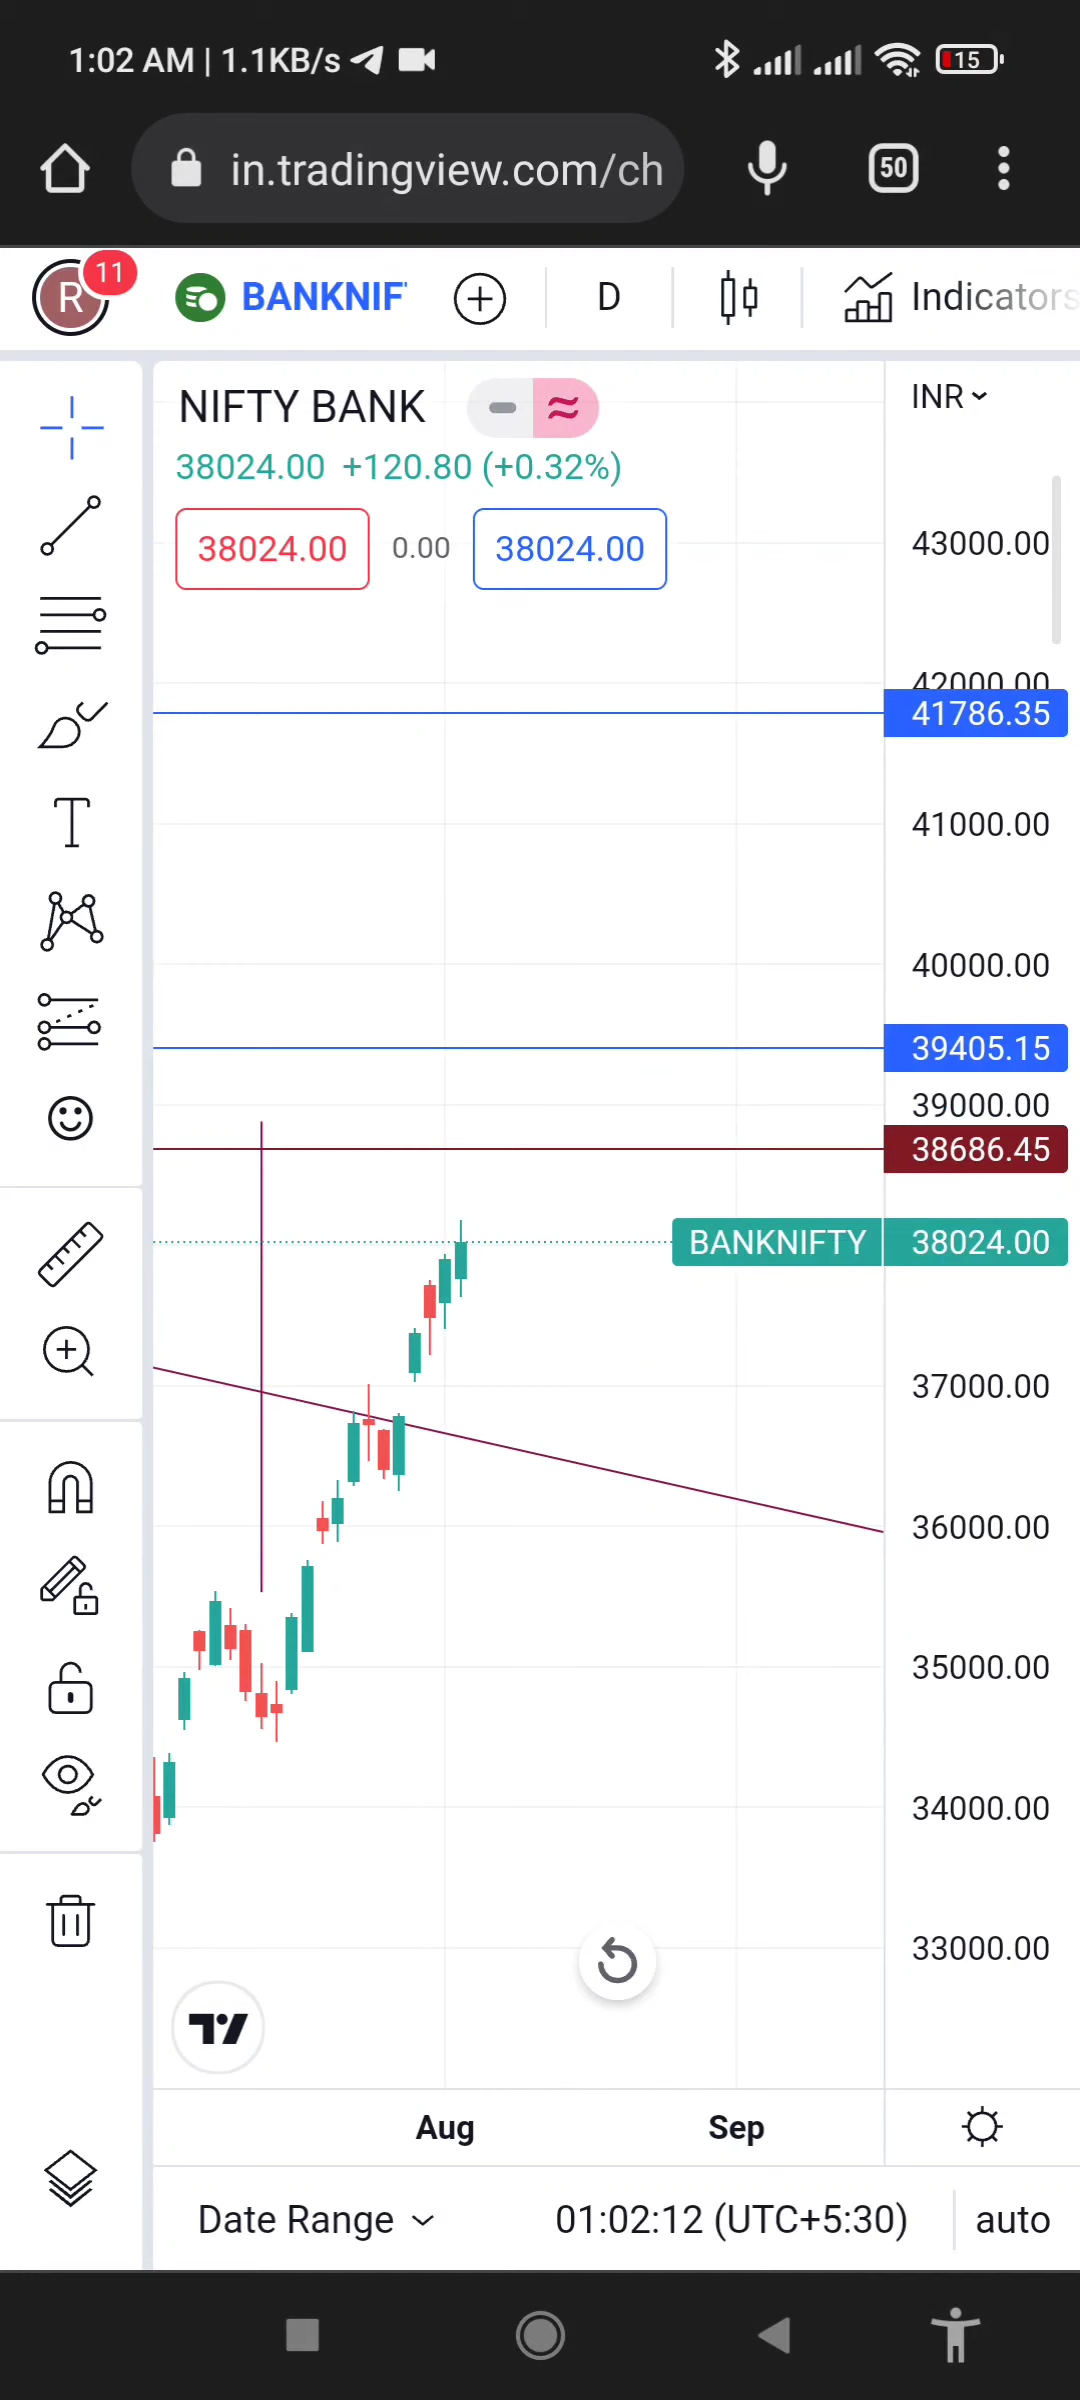 1:02 AM | 1.1KB/s
15
in.tradingview.com/ch
50
R
11
BANKNIF
D
Indicators
NIFTY BANK
INR
38024.00 +120.80 (+0.32%)
38024.00
0.00
38024.00
43000.00
42000.00
41786.35
41000.00
40000.00
39405.15
39000.00
38686.45
BANKNIFTY
38024.00
37000.00
36000.00
35000.00
34000.00
33000.00
Aug
Sep
Date Range
01:02:12 (UTC+5:30)
auto